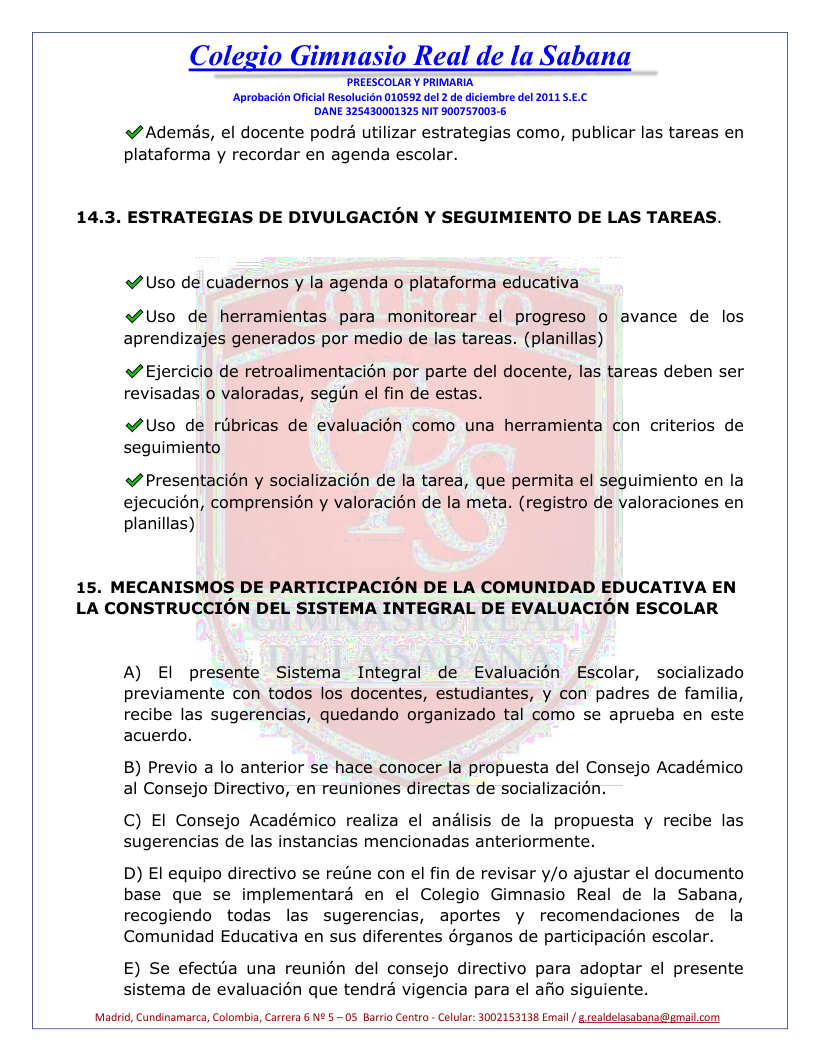 Colegio Gimnasio Real de la Sabana
PREESCOLAR Y PRIMARIA
Aprobación Oficial Resolución 010592 del 2 de diciembre del 2011 S.E.C
DANE 325430001325 NIT 900757003-6
Además, el docente podrá utilizar estrategias como, publicar las tareas en
plataforma y recordar en agenda escolar.
14.3. ESTRATEGIAS DE DIVULGACIÓN Y SEGUIMIENTO DE LAS TAREAS.
Uso de cuadernos y la agenda o plataforma educativa
COLEGIO
Uso de herramientas para monitorear el progreso o avance de los
aprendizajes generados por medio de las tareas. (planillas)
Ejercicio de retroalimentación por parte del docente, las tareas deben ser
revisadas o valoradas, según el fin de estas.
Uso de rúbricas de evaluación como una herramienta con criterios de
seguimiento
GRS
Presentación y socialización de la tarea, que permita el seguimiento en la
ejecución, comprensión y valoración de la meta. (registro de valoraciones en
planillas)
15. MECANISMOS DE PARTICIPACIÓN DE LA COMUNIDAD EDUCATIVA EN
LA CONSTRUCCIÓN DEL SISTEMA INTEGRAL DE EVALUACIÓN ESCOLAR
GIMNASIO REAL
DE LA SABANA
A) El presente Sistema Integral de Evaluación Escolar, socializado
previamente con todos los docentes, estudiantes, y con padres de familia,
recibe las sugerencias, quedando organizado tal como se aprueba en este
acuerdo.
B) Previo a lo anterior se hace conocer la propuesta del Consejo Académico
al Consejo Directivo, en reuniones directas de socialización.
C) El Consejo Académico realiza el análisis de la propuesta y recibe las
sugerencias de las instancias mencionadas anteriormente.
D) El equipo directivo se reúne con el fin de revisar y/o ajustar el documento
base que se implementará en el Colegio Gimnasio Real de la Sabana,
recogiendo todas las sugerencias, aportes y recomendaciones de la
Comunidad Educativa en sus diferentes órganos de participación escolar.
E) Se efectúa una reunión del consejo directivo para adoptar el presente
sistema de evaluación que tendrá vigencia para el año siguiente.
Madrid, Cundinamarca, Colombia, Carrera 6 Nº 5 – 05 Barrio Centro - Celular: 3002153138 Email / g.realdelasabana@gmail.com